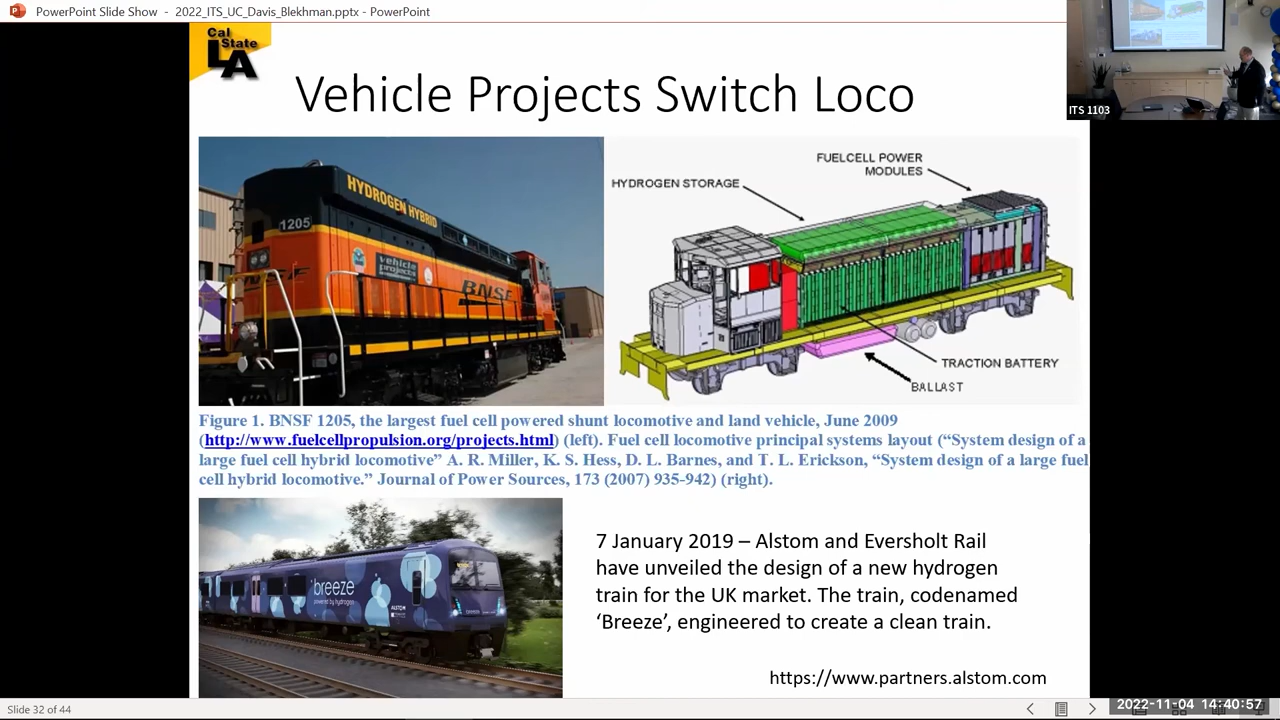 PowerPoint Slide Show - 2022_ITS_UC_Davis_Blekhman.pptx - PowerPoint
Cal
State
LA
ITS 1103
Vehicle Projects Switch Loco
HYDROGEN HYBRID
1205
vehicle
projects
BNSF
FUELCELL POWER
MODULES
HYDROGEN STORAGE
TRACTION BATTERY
BALLAST
Figure 1. BNSF 1205, the largest fuel cell powered shunt locomotive and land vehicle, June 2009
(http://www.fuelcellpropulsion.org/projects.html) (left). Fuel cell locomotive principal systems layout (“System design of a
large fuel cell hybrid locomotive” A. R. Miller, K. S. Hess, D. L. Barnes, and T. L. Erickson, “System design of a large fuel
cell hybrid locomotive.” Journal of Power Sources, 173 (2007) 935-942) (right).
breeze
powered by hydrogen
ALSTOM
7 January 2019 – Alstom and Eversholt Rail
have unveiled the design of a new hydrogen
train for the UK market. The train, codenamed
‘Breeze’, engineered to create a clean train.
https://www.partners.alstom.com
Slide 32 of 44
2022-11-04 14:40:57